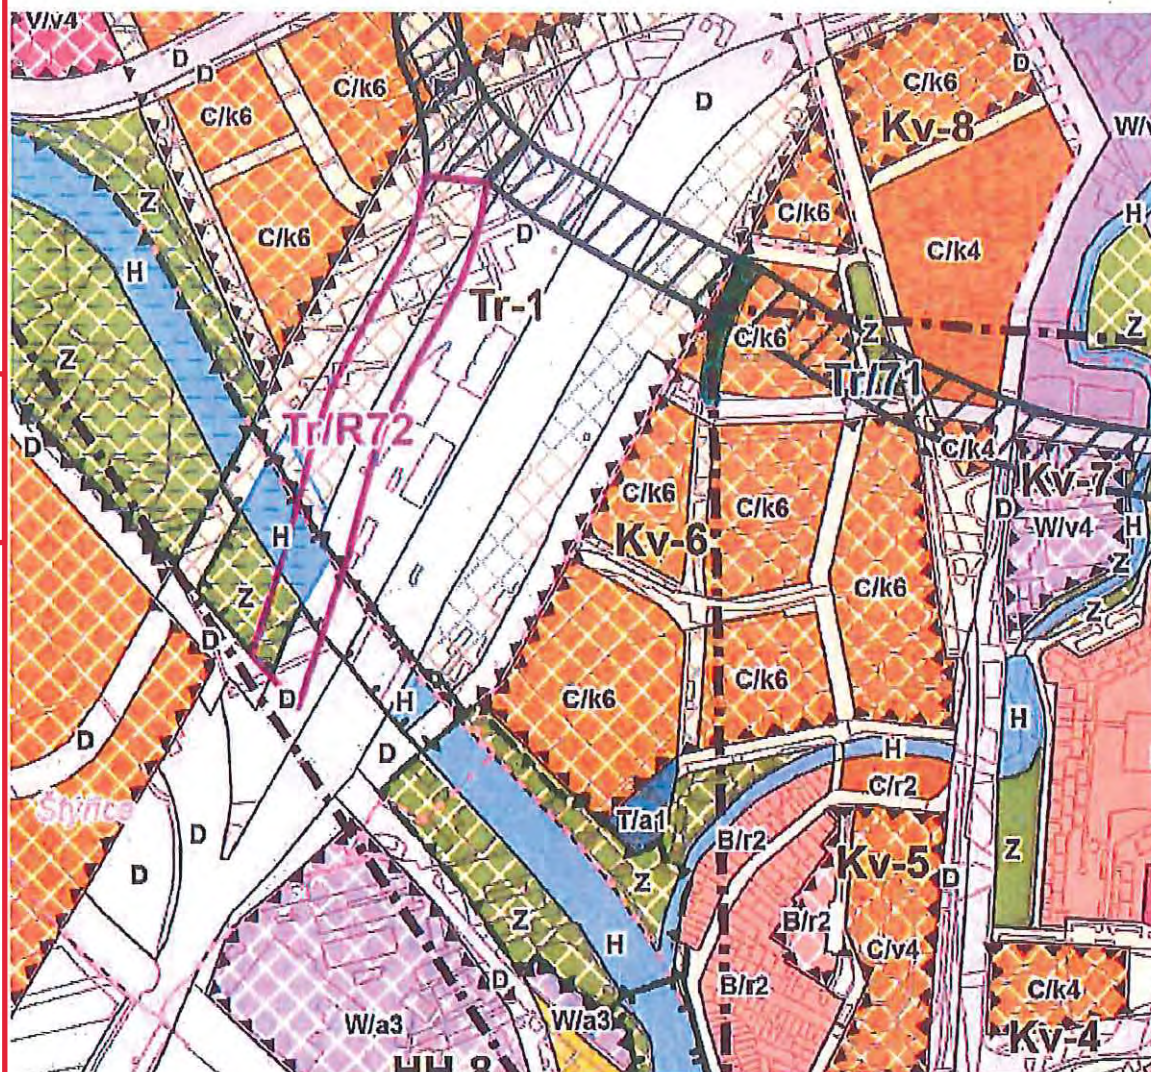 V/v4
D
D
C/k6
C/k6
D
C/k6
Kv-8
D
W/v
Z
C/k6
C/k6
H
C/k4
H
D
Tr-1
Z
C/k6
Z
Z
Tr/71
Tr/R72
D
C/k4
Kv-7
C/k6
C/k6
D
W/v4
H
Kv-6
H
Z
Z
C/k6
Z
D
C/k6
C/k6
D
H
H
D
D
H
C/r2
Štýřice
T/a1
D
B/r2
Kv-5
Z
D
D
Z
Z
B/r2
H
C/v4
D
B/r2
C/k4
W/a3
W/a3
Kv-4
HH-8